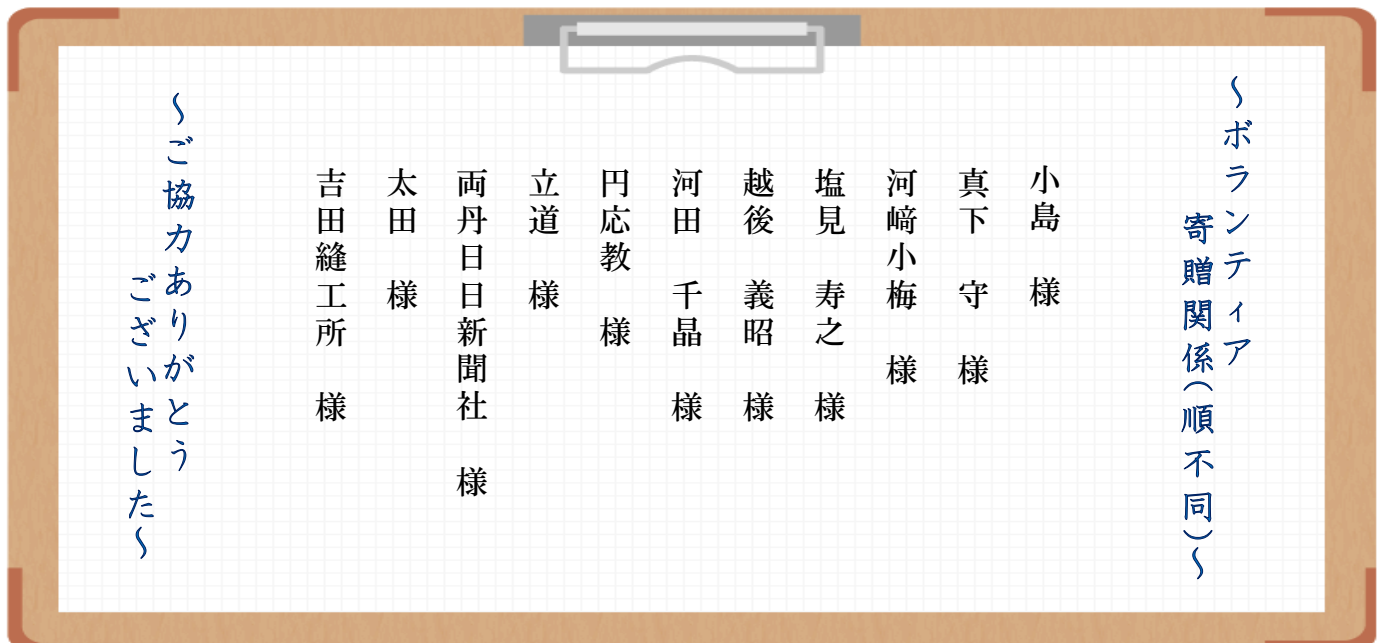 ～ボランティア
寄贈関係（順不同）～
小島　様
真下　守　様
河﨑小梅　様
塩見　寿之　様
越後　義昭　様
河田　千晶　様
円応教　様
立道　様
両丹日日新聞社　様
太田　様
吉田縫工所　様
～ご協力ありがとう
ございました～